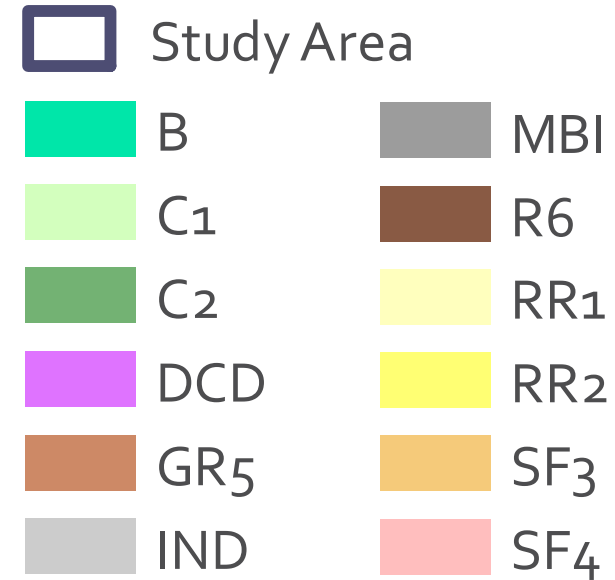 Study Area
B
C1
C2
DCD
GR5
IND
MBI
R6
RR1
RR2
SF3
SF4